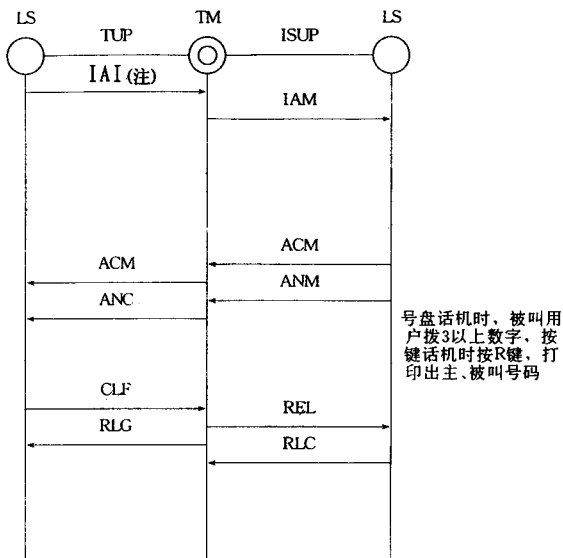 LS TM LS
TUP ISUP
IAI(注)
IAM
ACM
ACM
ANM
ANC
号盘话机时，被叫用
户拨3以上数字，按
键话机时按R键，打
印出主、被叫号码
CLF
REL
RLG
RLC